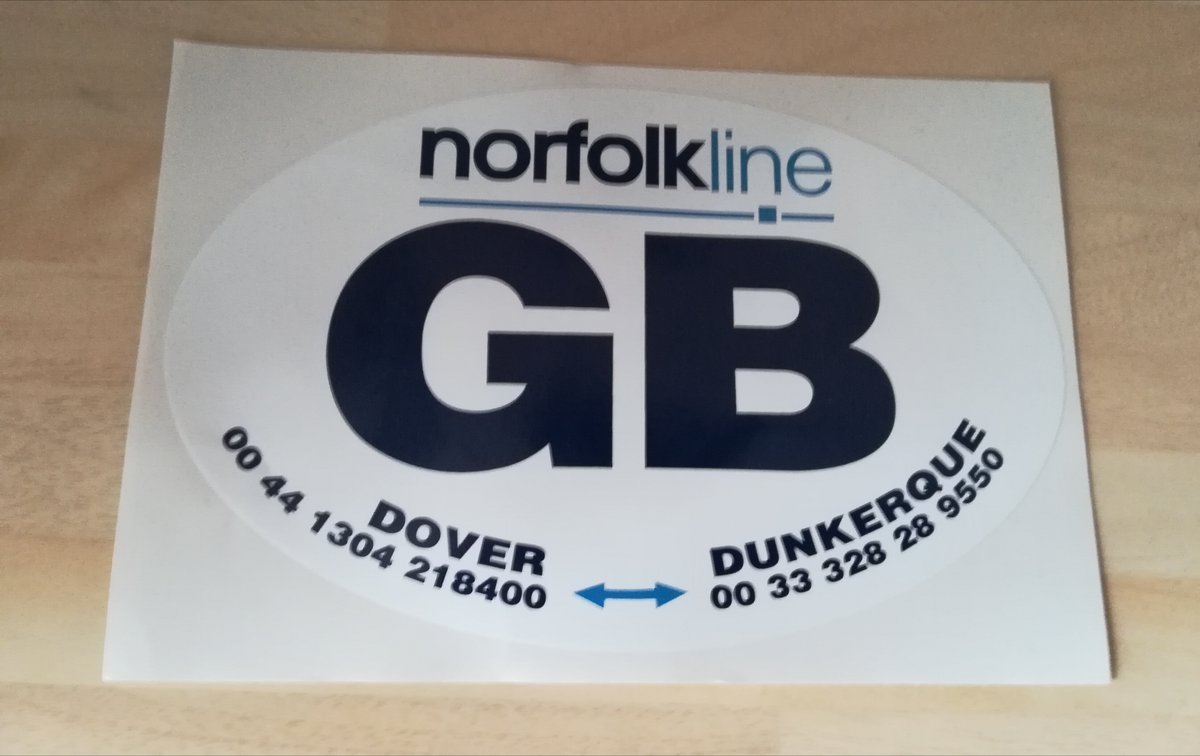 norfolkline
GB
DOVER
00 44 1304 218400
DUNKERQUE
00 33 328 28 9550